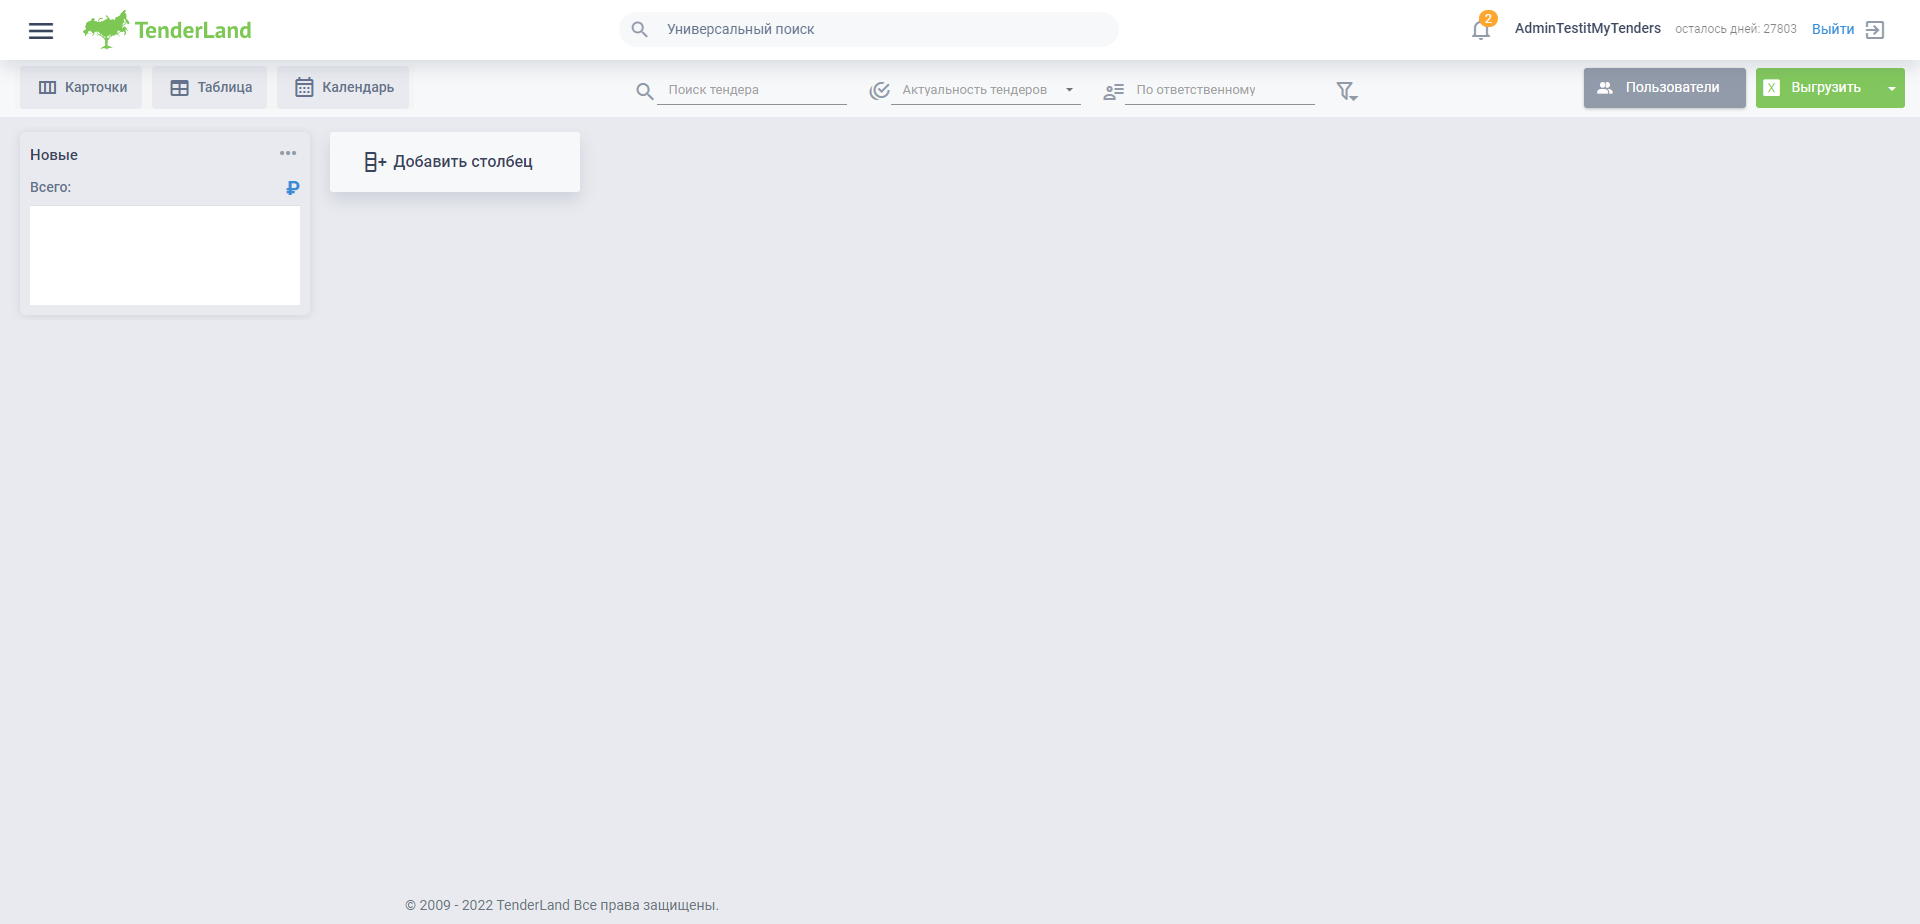 TenderLand
Универсальный поиск
2
AdminTestitMyTenders
осталось дней: 27803
Выйти
Карточки
Таблица
Календарь
Поиск тендера
Актуальность тендеров
По ответственному
Пользователи
X
Выгрузить
Новые
Всего:
₽
Добавить столбец
© 2009 - 2022 TenderLand Все права защищены.